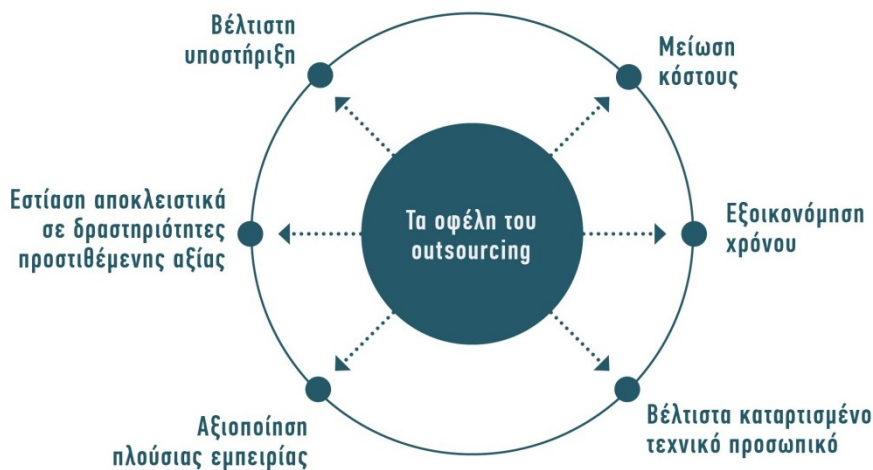 Βέλτιστη
υποστήριξη
Μείωση
κόστους
Εστίαση αποκλειστικά
σε δραστηριότητες
προστιθέμενης αξίας
Τα οφέλη του
outsourcing
Εξοικονόμηση
χρόνου
Αξιοποίηση
πλούσιας εμπειρίας
Βέλτιστα καταρτισμένο
τεχνικό προσωπικό